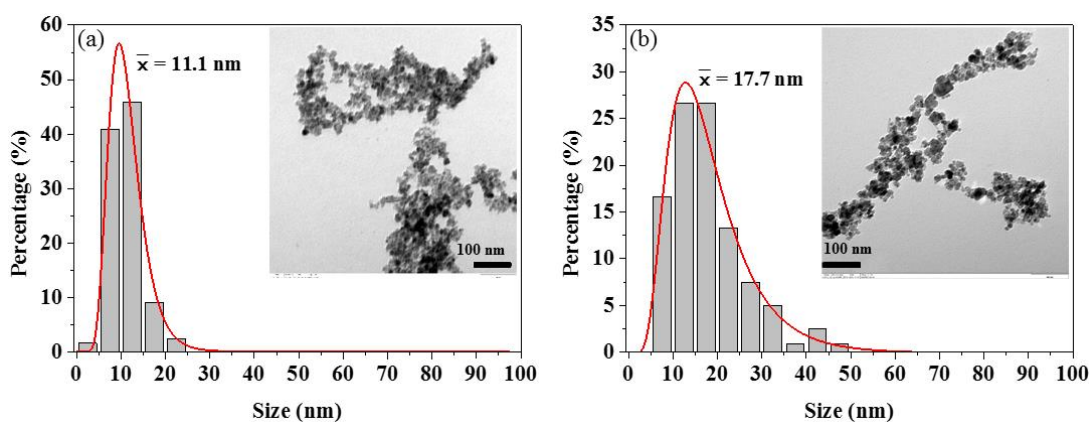 (a)
x̄ = 11.1 nm
100 nm
Percentage (%)
60
50
40
30
20
10
0
0 10 20 30 40 50 60 70 80 90 100
Size (nm)
(b)
x̄ = 17.7 nm
100 nm
Percentage (%)
35
30
25
20
15
10
5
0
0 10 20 30 40 50 60 70 80 90 100
Size (nm)